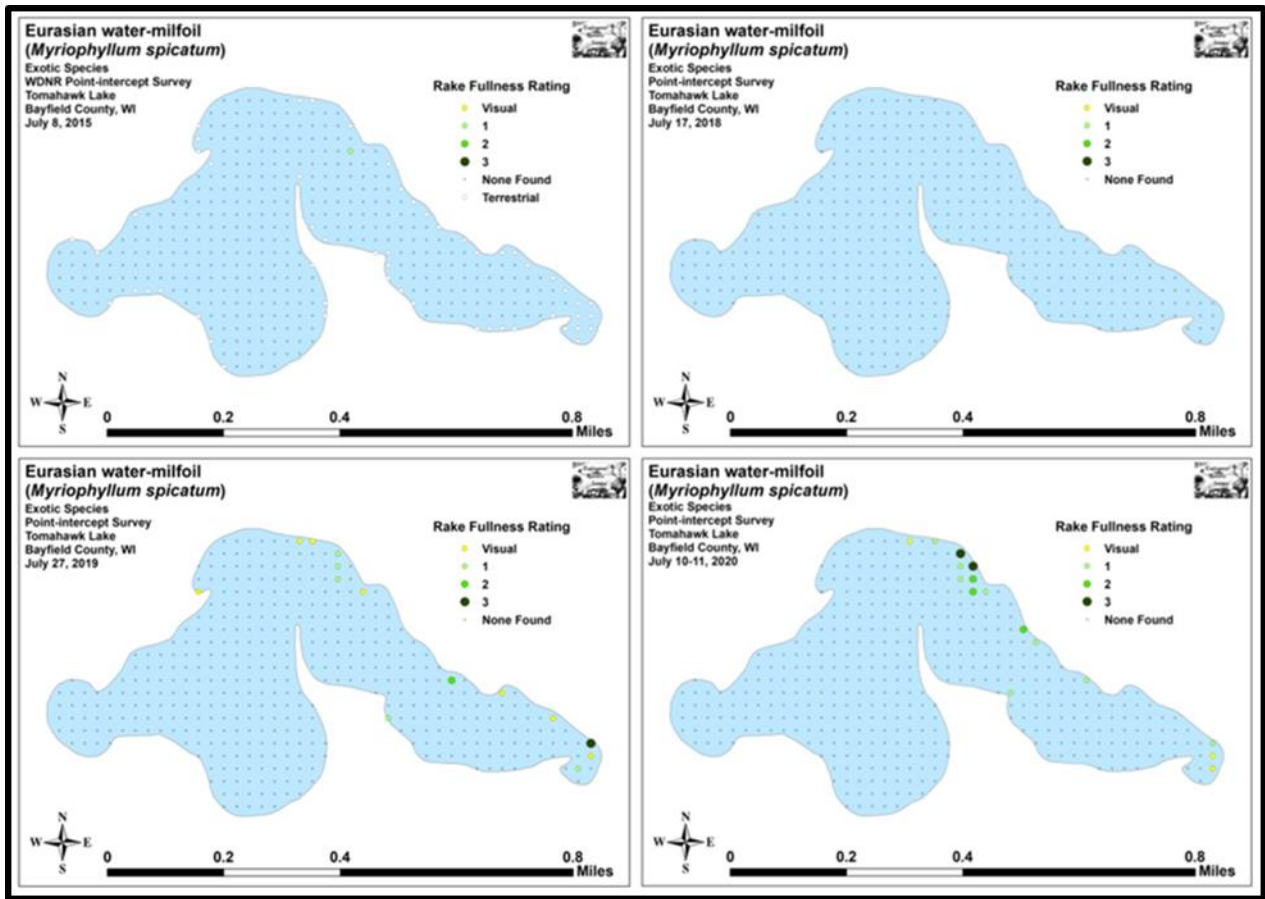 Eurasian water-milfoil
(Myriophyllum spicatum)
Exotic Species
WDNR Point-intercept Survey
Tomahawk Lake
Bayfield County, WI
July 8, 2015
Rake Fullness Rating
Visual
1
2
3
None Found
Terrestrial
N
W E
S
0 0.2 0.4 0.8
Miles
Eurasian water-milfoil
(Myriophyllum spicatum)
Exotic Species
Point-intercept Survey
Tomahawk Lake
Bayfield County, WI
July 17, 2018
Rake Fullness Rating
Visual
1
2
3
None Found
N
W E
S
0 0.2 0.4 0.8
Miles
Eurasian water-milfoil
(Myriophyllum spicatum)
Exotic Species
Point-intercept Survey
Tomahawk Lake
Bayfield County, WI
July 27, 2019
Rake Fullness Rating
Visual
1
2
3
None Found
N
W E
S
0 0.2 0.4 0.8
Miles
Eurasian water-milfoil
(Myriophyllum spicatum)
Exotic Species
Point-intercept Survey
Tomahawk Lake
Bayfield County, WI
July 10-11, 2020
Rake Fullness Rating
Visual
1
2
3
None Found
N
W E
S
0 0.2 0.4 0.8
Miles